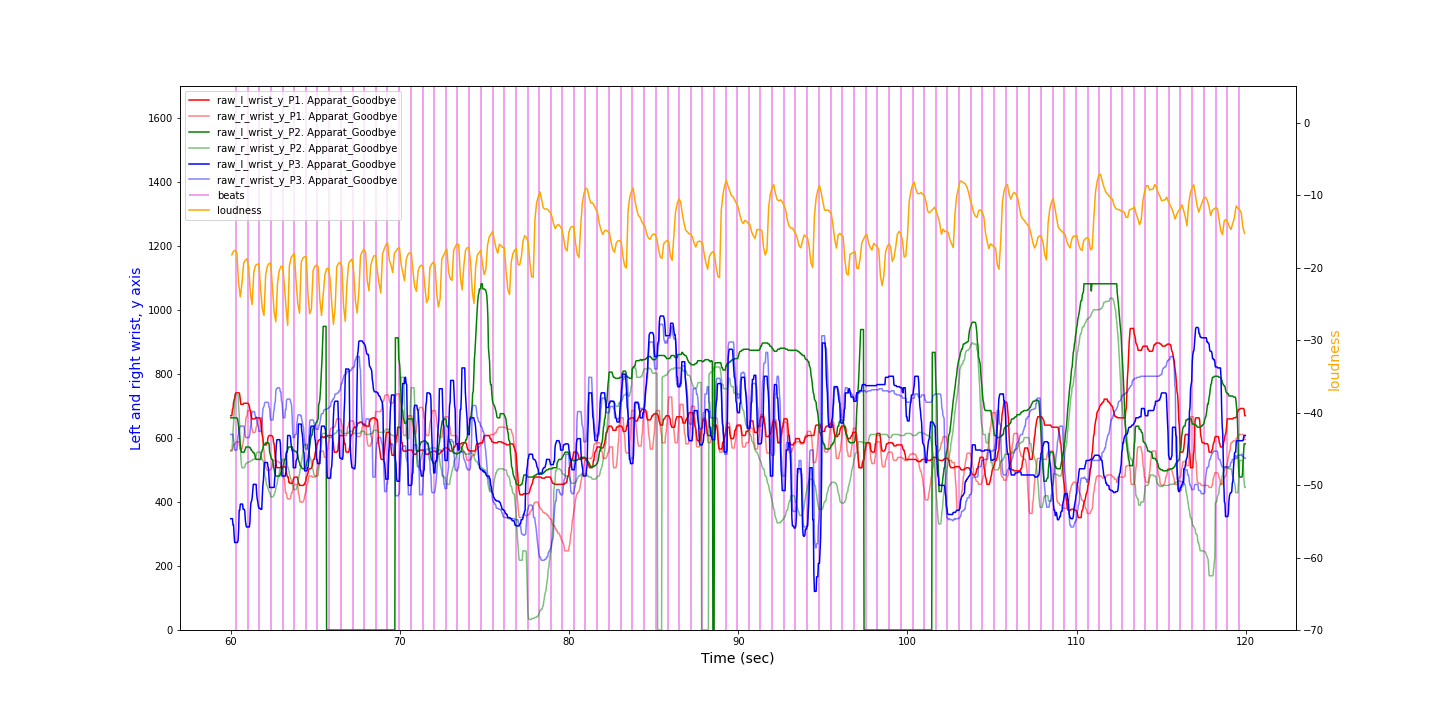 raw_l_wrist_y_P1. Apparat_Goodbye
raw_r_wrist_y_P1. Apparat_Goodbye
raw_l_wrist_y_P2. Apparat_Goodbye
raw_r_wrist_y_P2. Apparat_Goodbye
raw_l_wrist_y_P3. Apparat_Goodbye
raw_r_wrist_y_P3. Apparat_Goodbye
beats
loudness
1600
1400
1200
1000
800
600
400
200
0
Left and right wrist, y axis
0
−10
−20
−30
−40
−50
−60
−70
loudness
60 60 80 90 100 110 120
Time (sec)